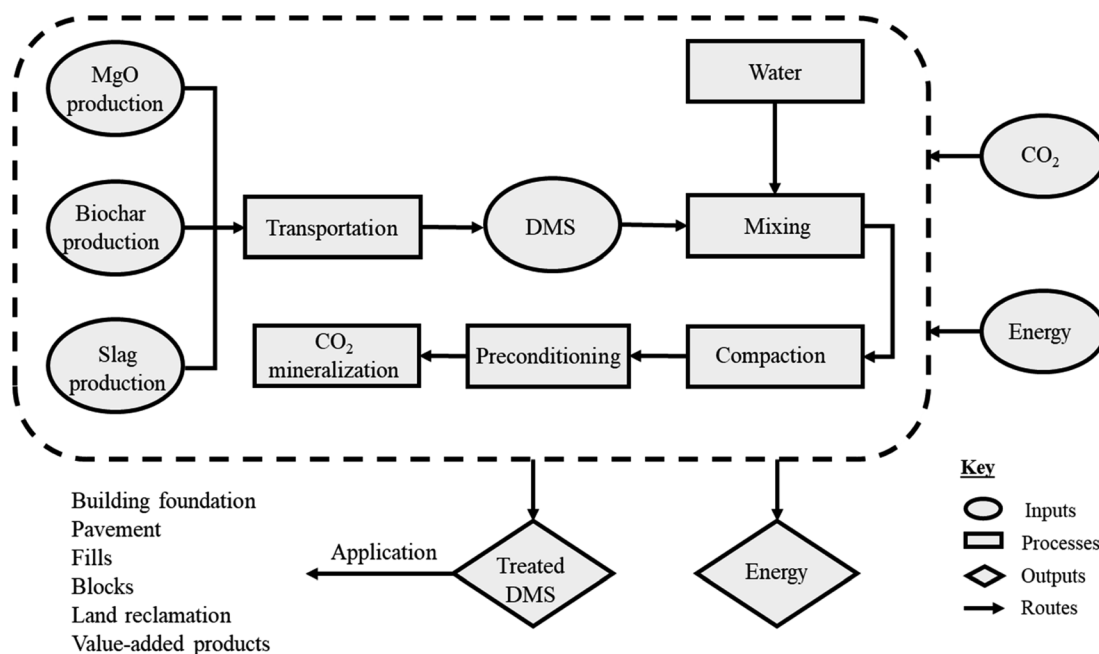 MgO
production
Water
CO₂
Biochar
production
Transportation
DMS
Mixing
Slag
production
CO₂
mineralization
Preconditioning
Compaction
Energy
Building foundation
Pavement
Fills
Blocks
Land reclamation
Value-added products
Application
Treated
DMS
Energy
Key
Inputs
Processes
Outputs
Routes